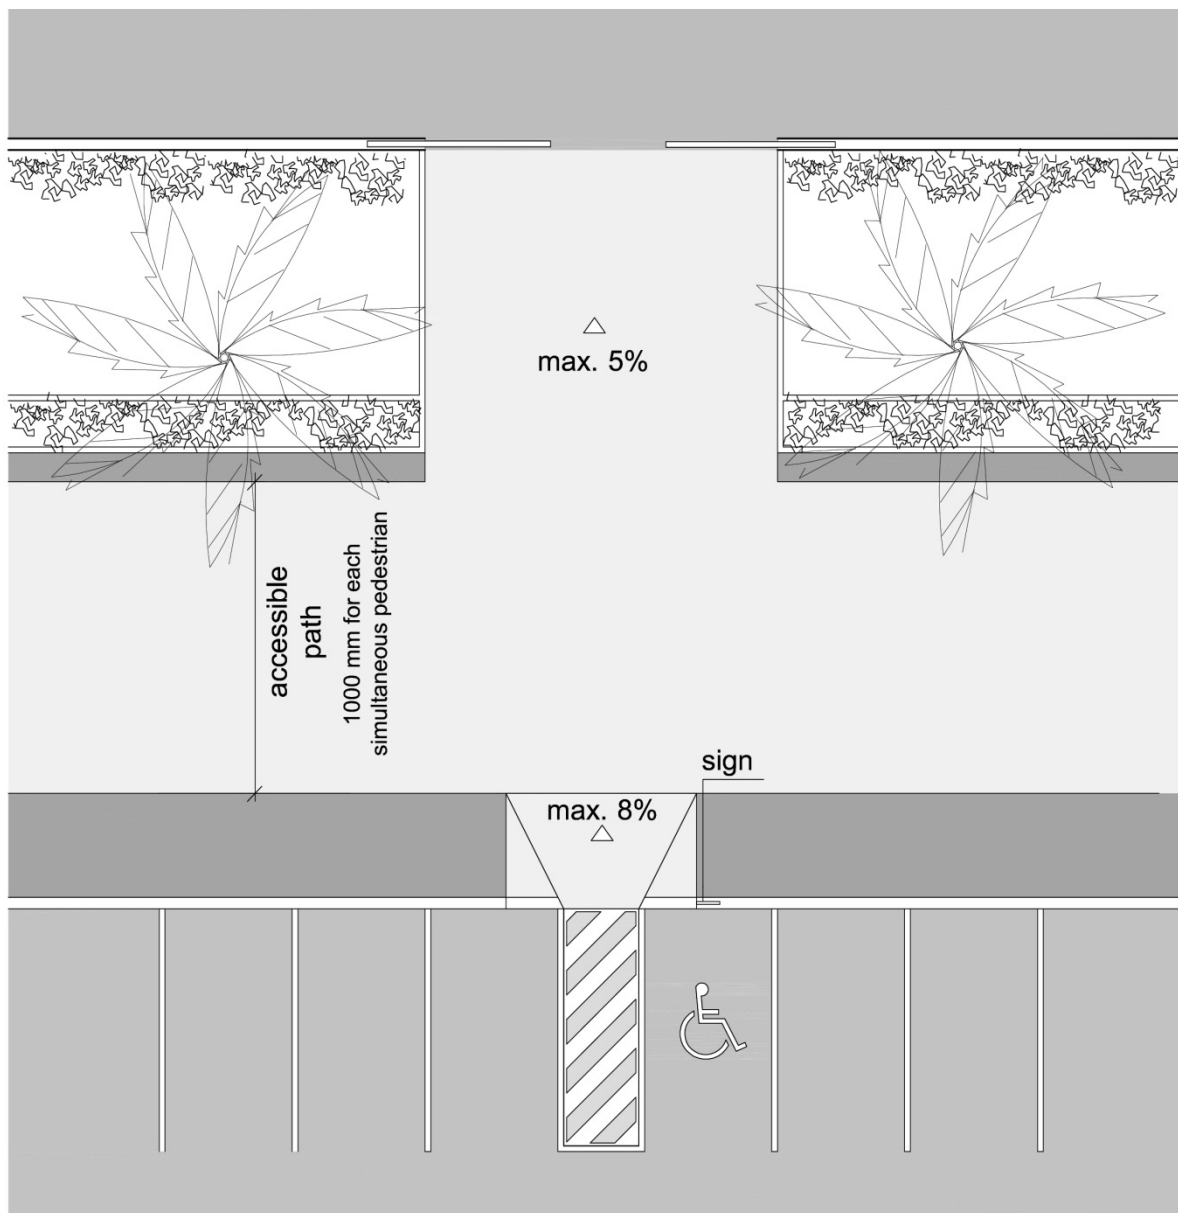 max. 5%
accessible
path
1000 mm for each
simultaneous pedestrian
sign
max. 8%